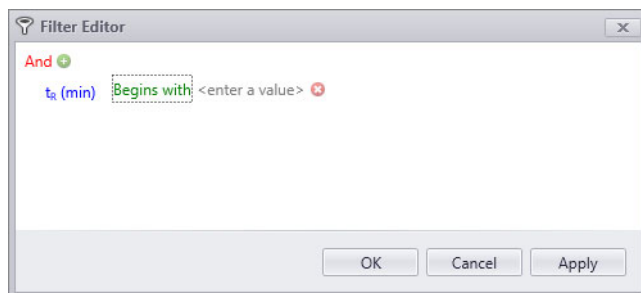 Filter Editor
And
tR (min) Begins with <enter a value>
OK Cancel Apply